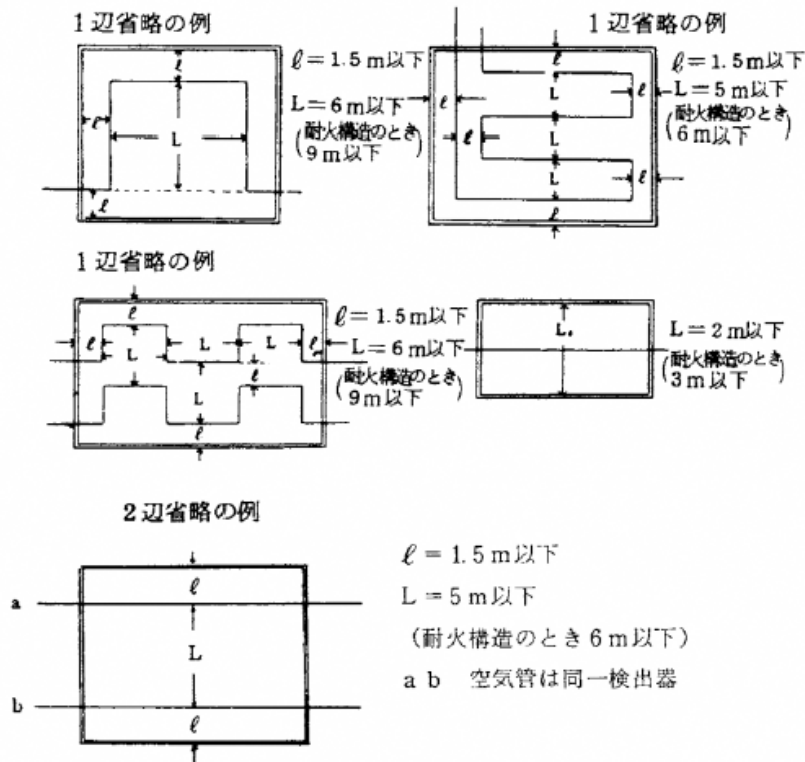 1辺省略の例
ℓ
ℓ
L
ℓ
ℓ=1.5m以下
L=6m以下
(耐火構造のとき
9m以下)
1辺省略の例
ℓ
ℓ
L
ℓ
ℓ
L
L
ℓ
ℓ
ℓ=1.5m以下
L=5m以下
(耐火構造のとき
6m以下)
1辺省略の例
ℓ
ℓ
L
L
L
ℓ
L
ℓ
ℓ
ℓ=1.5m以下
L=6m以下
(耐火構造のとき
9m以下)
L
L=2m以下
(耐火構造のとき
3m以下)
2辺省略の例
a
ℓ
L
b
ℓ
ℓ=1.5m以下
L=5m以下
(耐火構造のとき6m以下)
a b 空気管は同一検出器